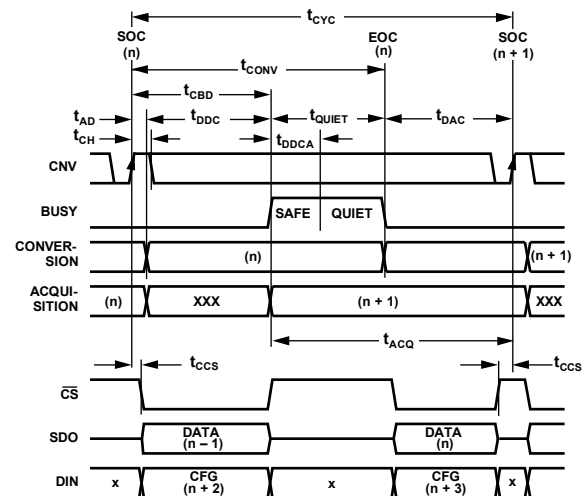 tCYC
SOC (n)
EOC (n)
SOC (n + 1)
tCONV
tCBD
tAD
tDDC
tQUIET
tDAC
tCH
tDDCA
CNV
BUSY
SAFE
QUIET
CONVER-
SION
(n)
(n + 1)
ACQUI-
SITION
(n)
XXX
(n + 1)
XXX
tACQ
tCCS
tCCS
CS
SDO
DATA
(n – 1)
DATA
(n)
DIN
x
CFG
(n + 2)
x
CFG
(n + 3)
x